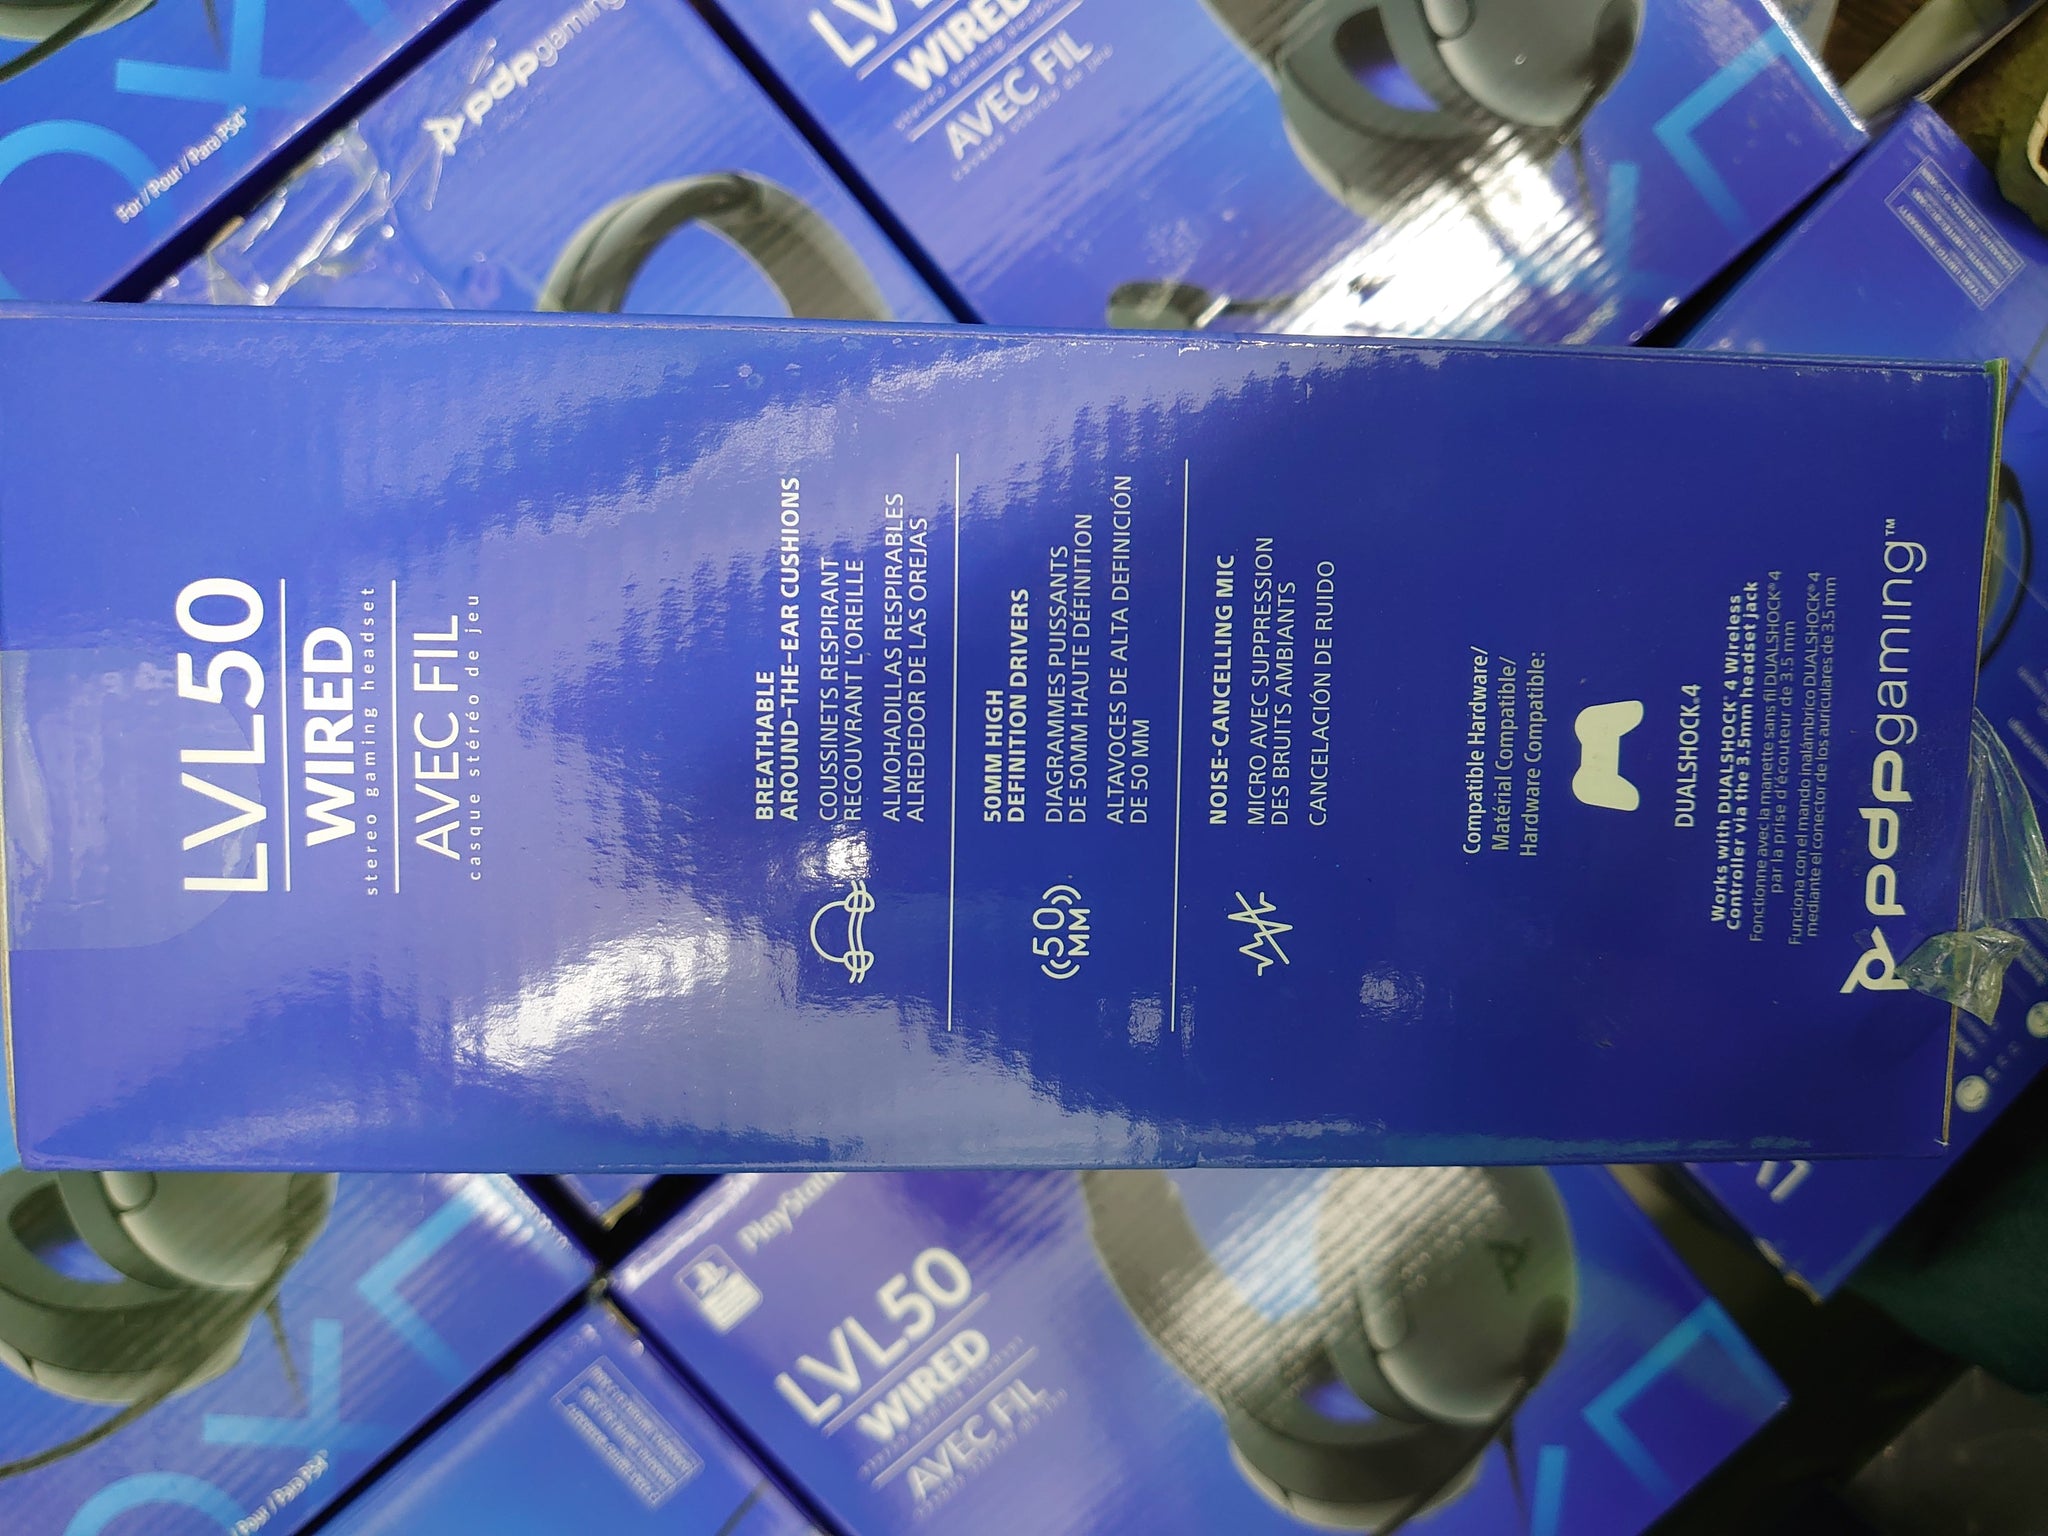 LVL50
WIRED
stereo gaming headset
AVEC FIL
casque stéréo de jeu
BREATHABLE
AROUND-THE-EAR CUSHIONS
COUSSINETS RESPIRANT
RECOUVRANT L'OREILLE
ALMOHADILLAS RESPIRABLES
ALREDEDOR DE LAS OREJAS
((50))
MM
50MM HIGH
DEFINITION DRIVERS
DIAGRAMMES PUISSANTS
DE 50MM HAUTE DÉFINITION
ALTAVOCES DE ALTA DEFINICIÓN
DE 50 MM
NOISE-CANCELLING MIC
MICRO AVEC SUPPRESSION
DES BRUITS AMBIANTS
CANCELACIÓN DE RUIDO
Compatible Hardware/
Matérial Compatible/
Hardware Compatible:
DUALSHOCK.4
Works with DUALSHOCK®4 Wireless
Controller via the 3.5mm headset jack
Fonctionne avec la manette sans fil DUALSHOCK®4
par la prise d'écouteur de 3.5 mm
Funciona con el mando inalámbrico DUALSHOCK®4
mediante el conector de los auriculares de 3.5 mm
pdpgaming™
For / Pour / Para PS4™
pdpgaming
LVL
WIRED
AVEC FIL
PlayStation
LVL50
WIRED
AVEC FIL
Pour / Para PS4™